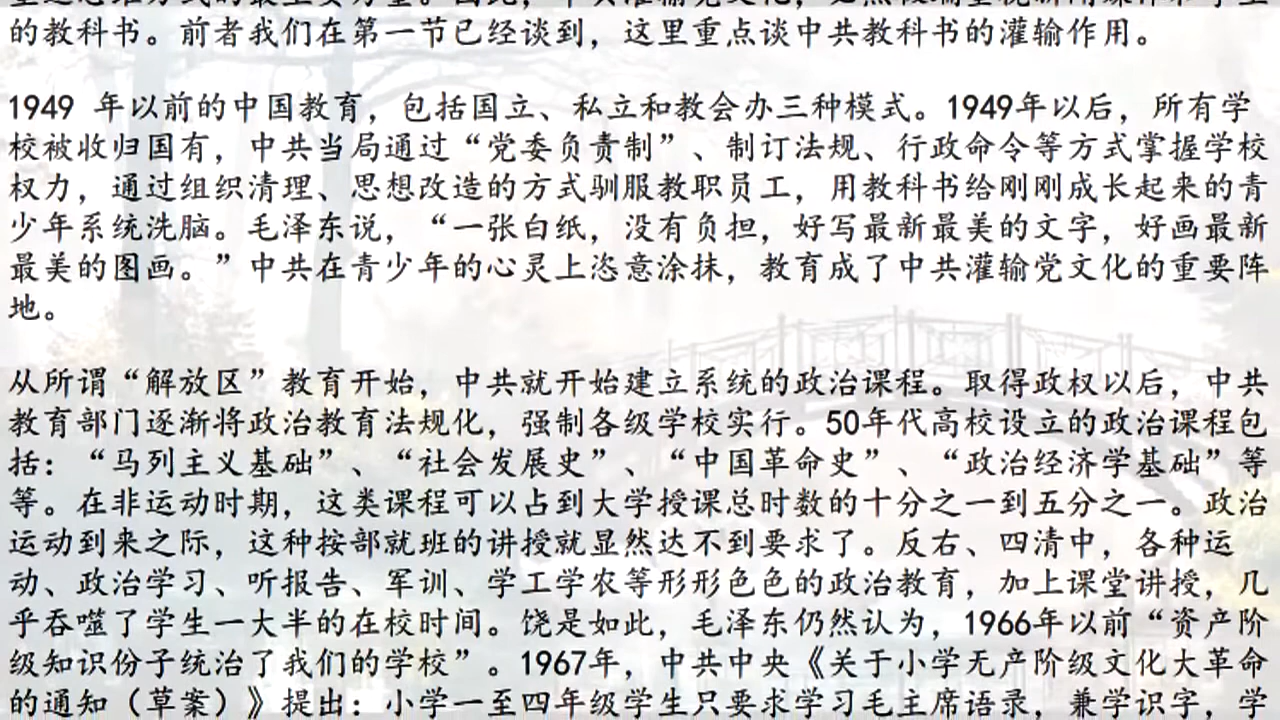 的教科书。前者我们在第一节已经谈到，这里重点谈中共教科书的灌输作用。
1949 年以前的中国教育，包括国立、私立和教会办三种模式。1949年以后，所有学
校被收归国有，中共当局通过“党委负责制”、制订法规、行政命令等方式掌握学校
权力，通过组织清理、思想改造的方式驯服教职员工，用教科书给刚刚成长起来的青
少年系统洗脑。毛泽东说，“一张白纸，没有负担，好写最新最美的文字，好画最新
最美的图画。”中共在青少年的心灵上恣意涂抹，教育成了中共灌输党文化的重要阵
地。
从所谓“解放区”教育开始，中共就开始建立系统的政治课程。取得政权以后，中共
教育部门逐渐将政治教育法规化，强制各级学校实行。50年代高校设立的政治课程包
括：“马列主义基础”、“社会发展史”、“中国革命史”、“政治经济学基础”等
等。在非运动时期，这类课程可以占到大学授课总时数的十分之一到五分之一。政治
运动到来之际，这种按部就班的讲授就显然达不到要求了。反右、四清中，各种运
动、政治学习、听报告、军训、学工学农等形形色色的政治教育，加上课堂讲授，几
乎吞噬了学生一大半的在校时间。饶是如此，毛泽东仍然认为，1966年以前“资产阶
级知识份子统治了我们的学校”。1967年，中共中央《关于小学无产阶级文化大革命
的通知（草案）》提出：小学一至四年级学生只要求学习毛主席语录，兼学识字，学